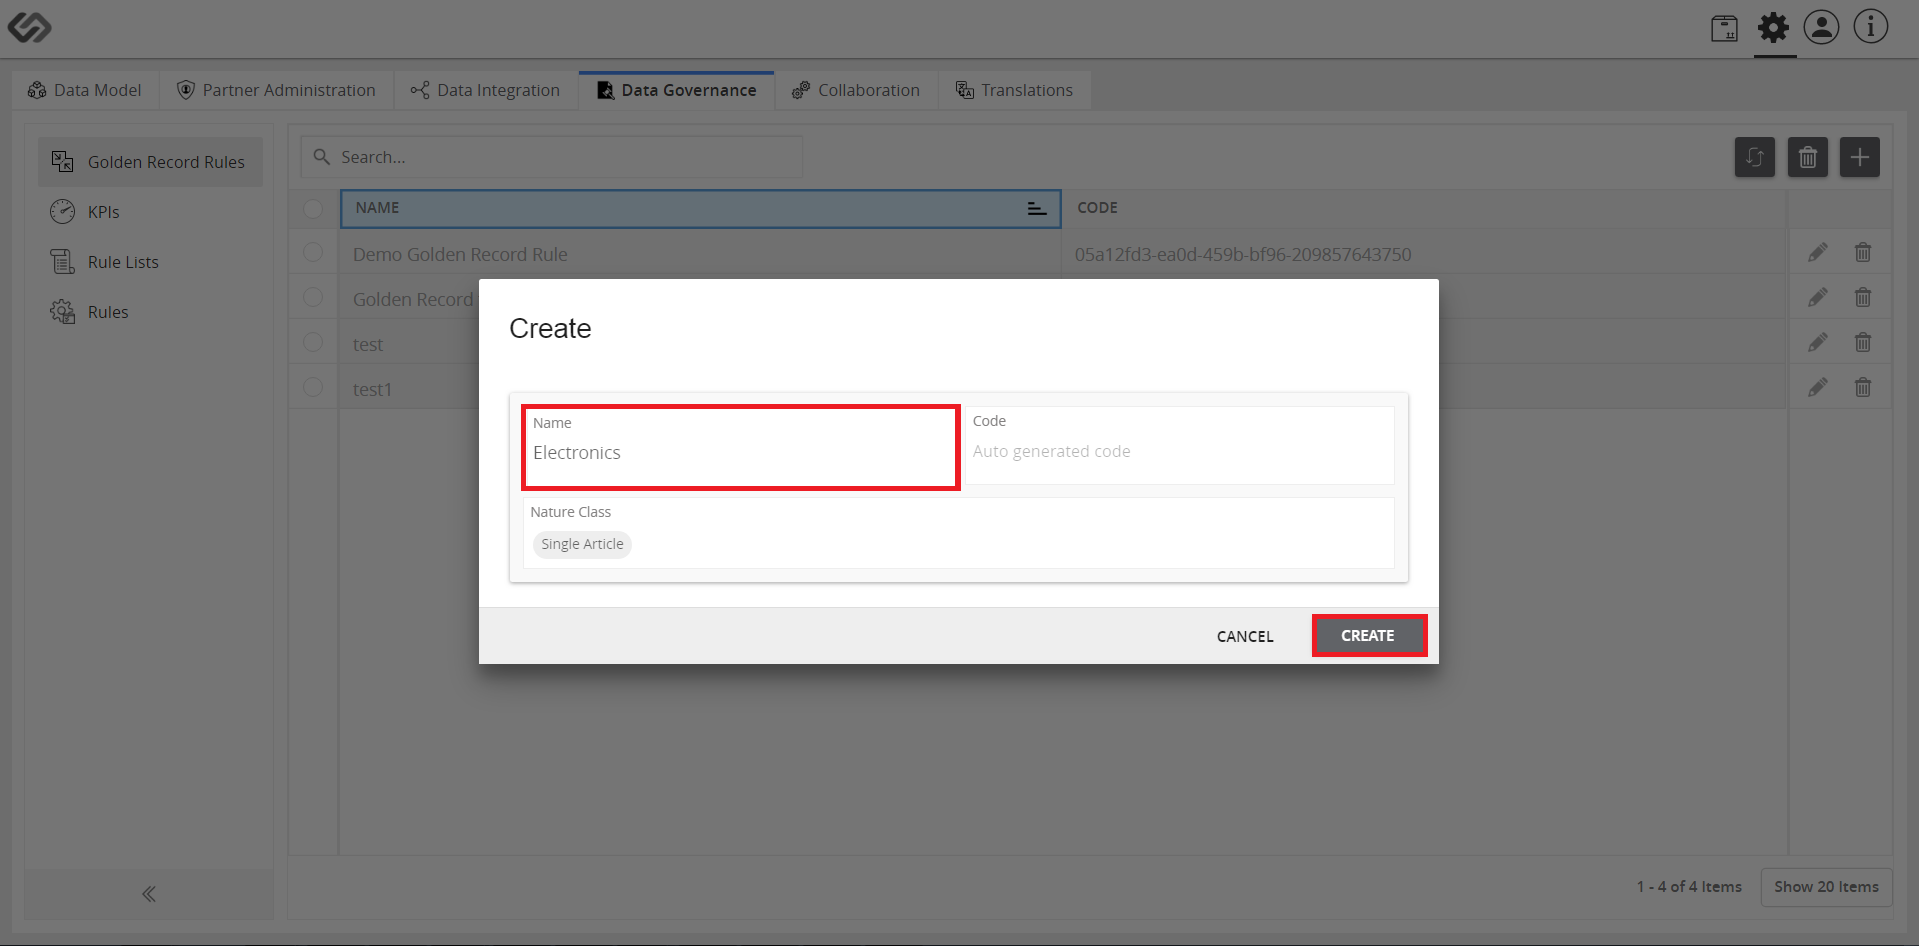 Data Model
Partner Administration
Data Integration
Data Governance
Collaboration
Translations
Golden Record Rules
KPIs
Rule Lists
Rules
Search...
NAME
CODE
Demo Golden Record Rule
05a12fd3-ea0d-459b-bf96-209857643750
Golden Record
test
test1
Create
Name
Electronics
Code
Auto generated code
Nature Class
Single Article
CANCEL
CREATE
1 - 4 of 4 Items
Show 20 Items